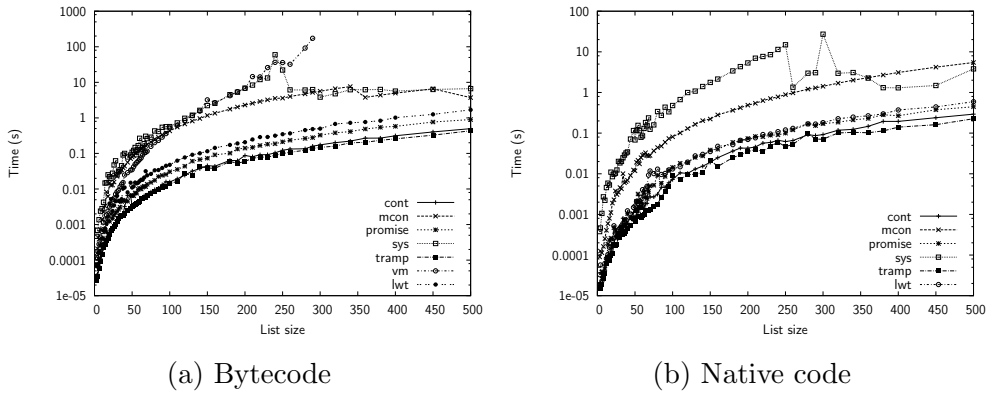 1000
100
10
1
0.1
0.01
0.001
0.0001
1e-05
Time (s)
0 50 100 150 200 250 300 350 400 450 500
List size
cont
mcon
promise
sys
tramp
vm
lwt
(a) Bytecode
100
10
1
0.1
0.01
0.001
0.0001
1e-05
Time (s)
0 50 100 150 200 250 300 350 400 450 500
List size
cont
mcon
promise
sys
tramp
lwt
(b) Native code